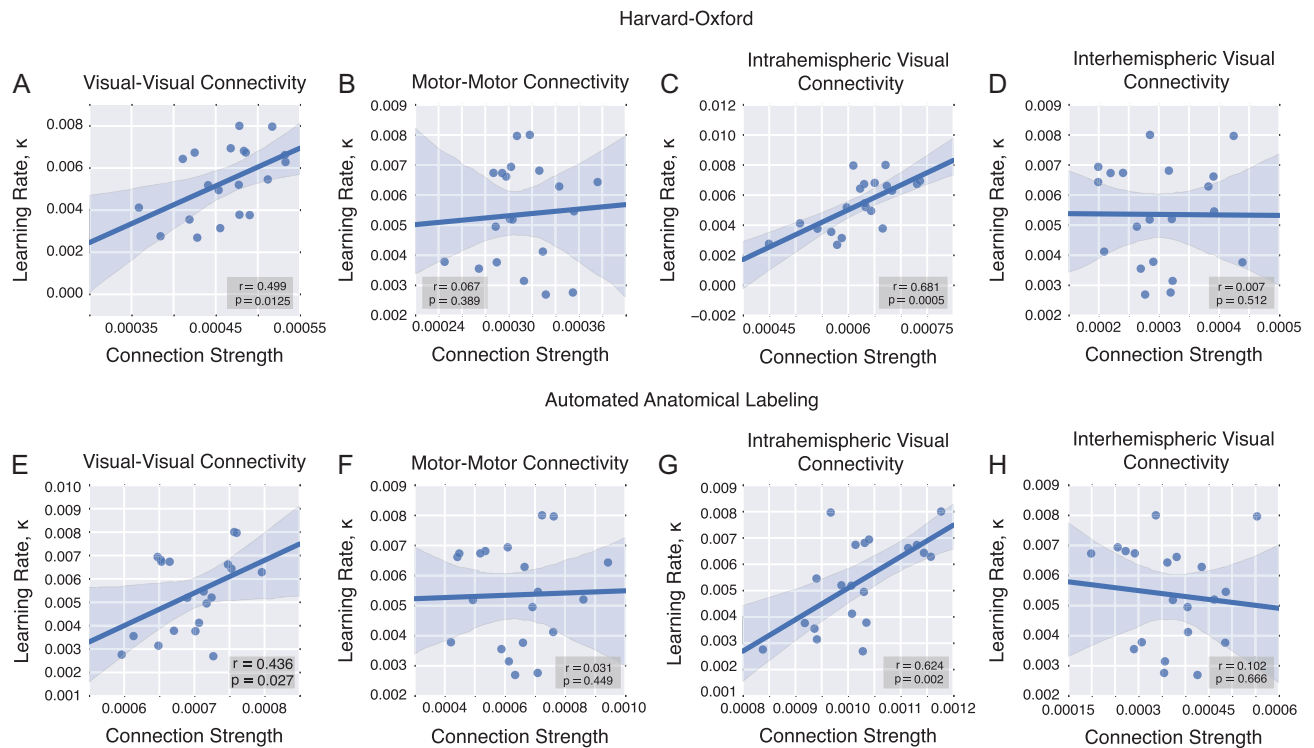 Harvard-Oxford
A
Visual-Visual Connectivity
Learning Rate, κ
0.008
0.006
0.004
0.002
0.000
r = 0.499
p = 0.0125
0.00035
0.00045
0.00055
Connection Strength
B
Motor-Motor Connectivity
Learning Rate, κ
0.009
0.008
0.007
0.006
0.005
0.004
0.003
0.002
r = 0.067
p = 0.389
0.00024
0.00030
0.00036
Connection Strength
C
Intrahemispheric Visual
Connectivity
Learning Rate, κ
0.012
0.010
0.008
0.006
0.004
0.002
0.000
−0.002
r = 0.681
p = 0.0005
0.00045
0.0006
0.00075
Connection Strength
D
Interhemispheric Visual
Connectivity
Learning Rate, κ
0.009
0.008
0.007
0.006
0.005
0.004
0.003
0.002
r = 0.007
p = 0.512
0.0002
0.0003
0.0004
0.0005
Connection Strength
Automated Anatomical Labeling
E
Visual-Visual Connectivity
Learning Rate, κ
0.010
0.009
0.008
0.007
0.006
0.005
0.004
0.003
0.002
0.001
r = 0.436
p = 0.027
0.0006
0.0007
0.0008
Connection Strength
F
Motor-Motor Connectivity
Learning Rate, κ
0.009
0.008
0.007
0.006
0.005
0.004
0.003
0.002
r = 0.031
p = 0.449
0.0004
0.0006
0.0008
0.0010
Connection Strength
G
Intrahemispheric Visual
Connectivity
Learning Rate, κ
0.009
0.008
0.007
0.006
0.005
0.004
0.003
0.002
0.001
r = 0.624
p = 0.002
0.0008
0.0009
0.0010
0.0011
0.0012
Connection Strength
H
Interhemispheric Visual
Connectivity
Learning Rate, κ
0.009
0.008
0.007
0.006
0.005
0.004
0.003
0.002
r = 0.102
p = 0.666
0.00015
0.0003
0.00045
0.0006
Connection Strength